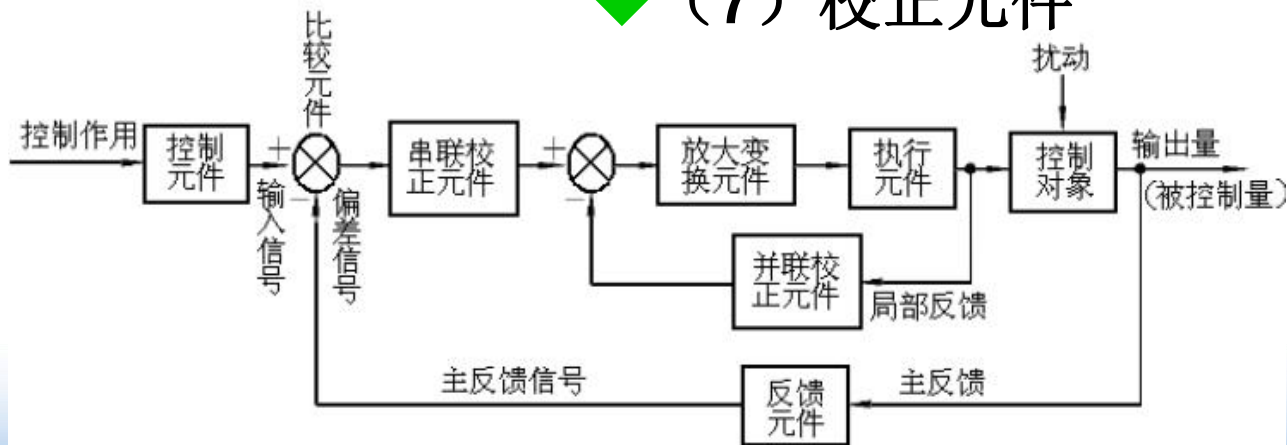 （7）校正元件
比较元件
扰动
控制作用
控制
元件
+
−
输入信号
偏差信号
串联校
正元件
+
−
放大变
换元件
执行
元件
控制
对象
输出量
（被控制量）
并联校
正元件
局部反馈
主反馈信号
反馈
元件
主反馈